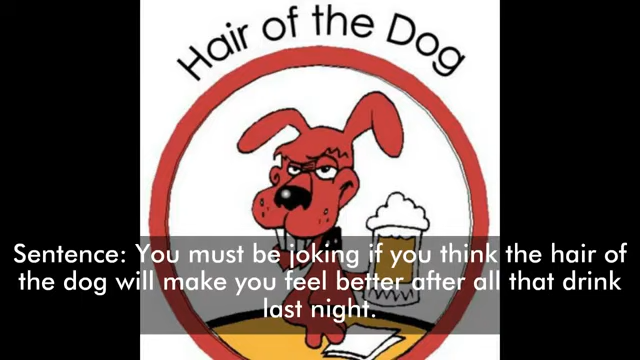 Hair of the Dog
Sentence: You must be joking if you think the hair of
the dog will make you feel better after all that drink
last night.